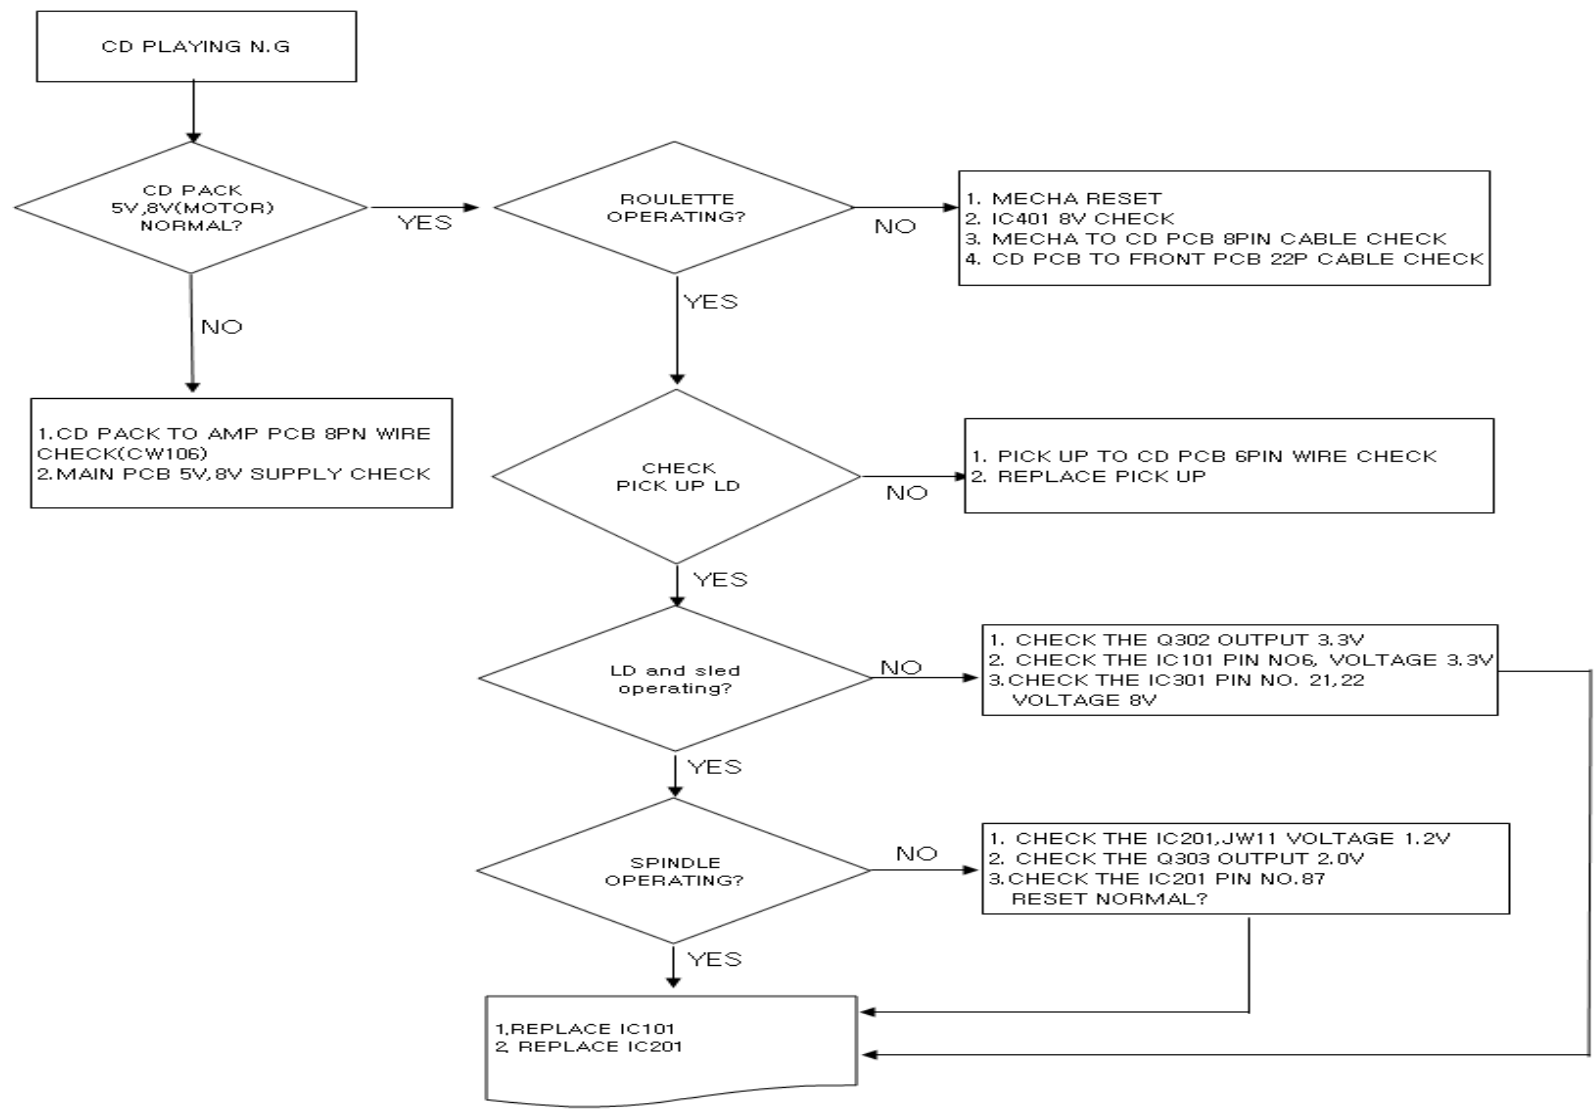 CD PLAYING N.G
CD PACK
5V,8V(MOTOR)
NORMAL?
YES
NO
1.CD PACK TO AMP PCB 8PN WIRE
CHECK(CW106)
2.MAIN PCB 5V,8V SUPPLY CHECK
ROULETTE
OPERATING?
NO
1. MECHA RESET
2. IC401 8V CHECK
3. MECHA TO CD PCB 8PIN CABLE CHECK
4. CD PCB TO FRONT PCB 22P CABLE CHECK
YES
CHECK
PICK UP LD
NO
1. PICK UP TO CD PCB 6PIN WIRE CHECK
2. REPLACE PICK UP
YES
LD and sled
operating?
NO
1. CHECK THE Q302 OUTPUT 3.3V
2. CHECK THE IC101 PIN NO6, VOLTAGE 3.3V
3.CHECK THE IC301 PIN NO. 21,22
VOLTAGE 8V
YES
SPINDLE
OPERATING?
NO
1. CHECK THE IC201,JW11 VOLTAGE 1.2V
2. CHECK THE Q303 OUTPUT 2.0V
3.CHECK THE IC201 PIN NO.87
RESET NORMAL?
YES
1,REPLACE IC101
2, REPLACE IC201